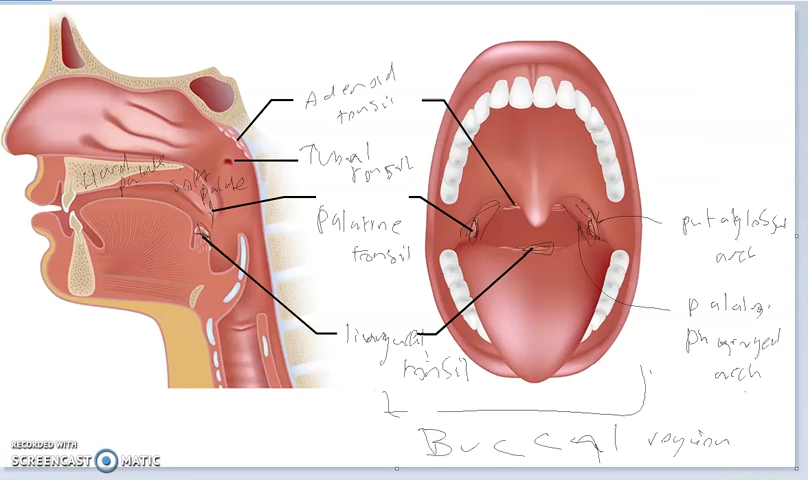 Adenoid
tonsil
Tubal
tonsil
Hard
palate
soft
palate
palatine
tonsil
lingual
tonsil
arch
palato
pharyngeal
arch
Buccal region
RECORDED WITH
SCREENCAST MATIC